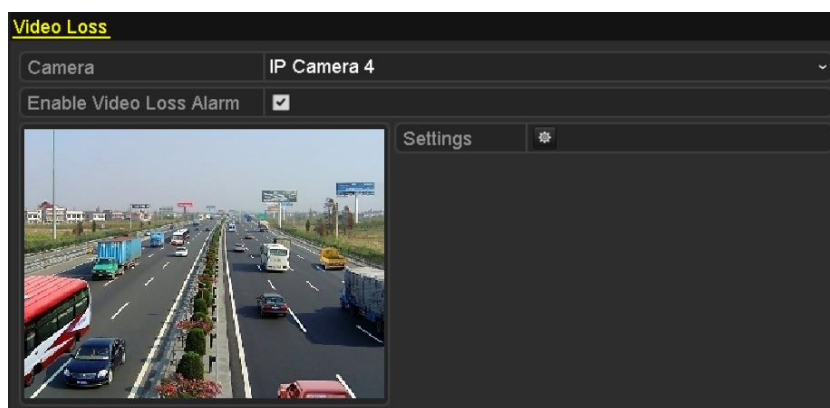 Video Loss
Camera
IP Camera 4
Enable Video Loss Alarm
Settings